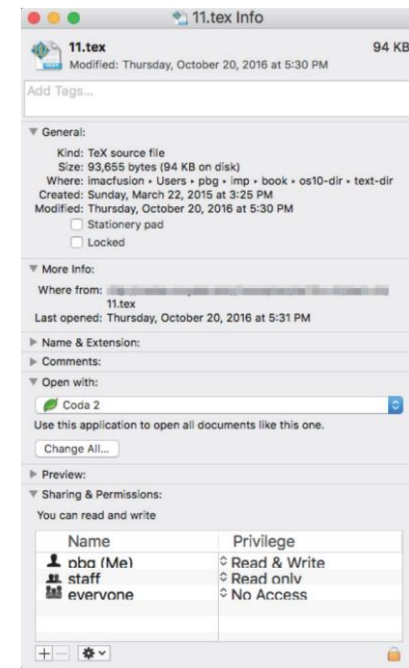 11.tex Info
11.tex 94 KB
Modified: Thursday, October 20, 2016 at 5:30 PM
Add Tags...
General:
Kind: TeX source file
Size: 93,655 bytes (94 KB on disk)
Where: imacfusion • Users • pbg • imp • book • os10-dir • text-dir
Created: Sunday, March 22, 2015 at 3:25 PM
Modified: Thursday, October 20, 2016 at 5:30 PM
Stationery pad
Locked
More Info:
Where from:
11.tex
Last opened: Thursday, October 20, 2016 at 5:31 PM
Name & Extension:
Comments:
Open with:
Coda 2
Use this application to open all documents like this one.
Change All...
Preview:
Sharing & Permissions:
You can read and write
Name Privilege
pbg (Me) Read & Write
staff Read only
everyone No Access